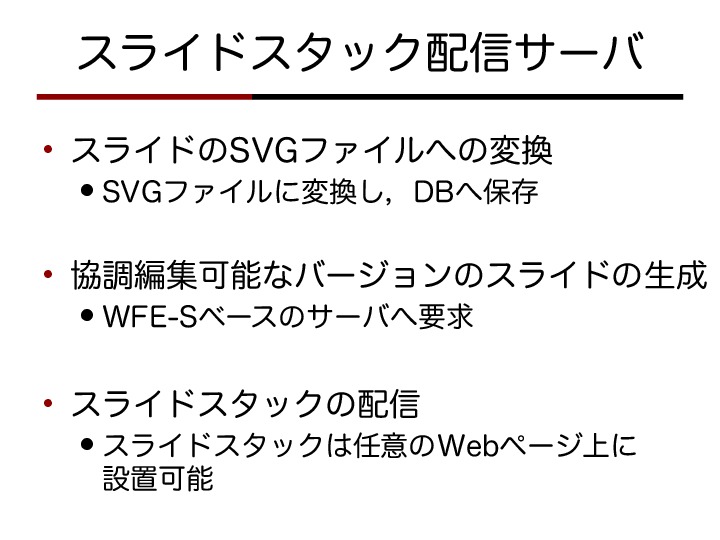 スライドスタック配信サーバ
• スライドのSVGファイルへの変換
• SVGファイルに変換し，DBへ保存
• 協調編集可能なバージョンのスライドの生成
• WFE-Sベースのサーバへ要求
• スライドスタックの配信
• スライドスタックは任意のWebページ上に
設置可能